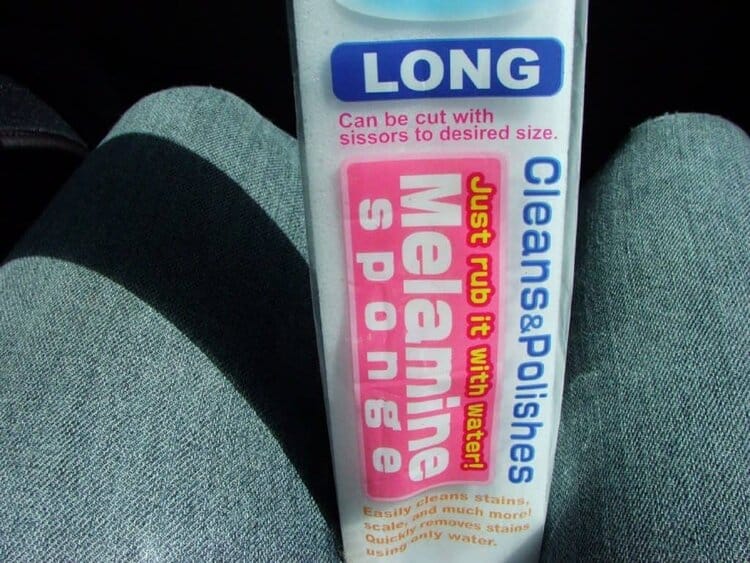 LONG
Can be cut with
sissors to desired size.
Cleans&Polishes
Just rub it with water!
Melamine
sponge
Easily cleans stains,
scale, and much more!
Quickly removes stains
using only water.